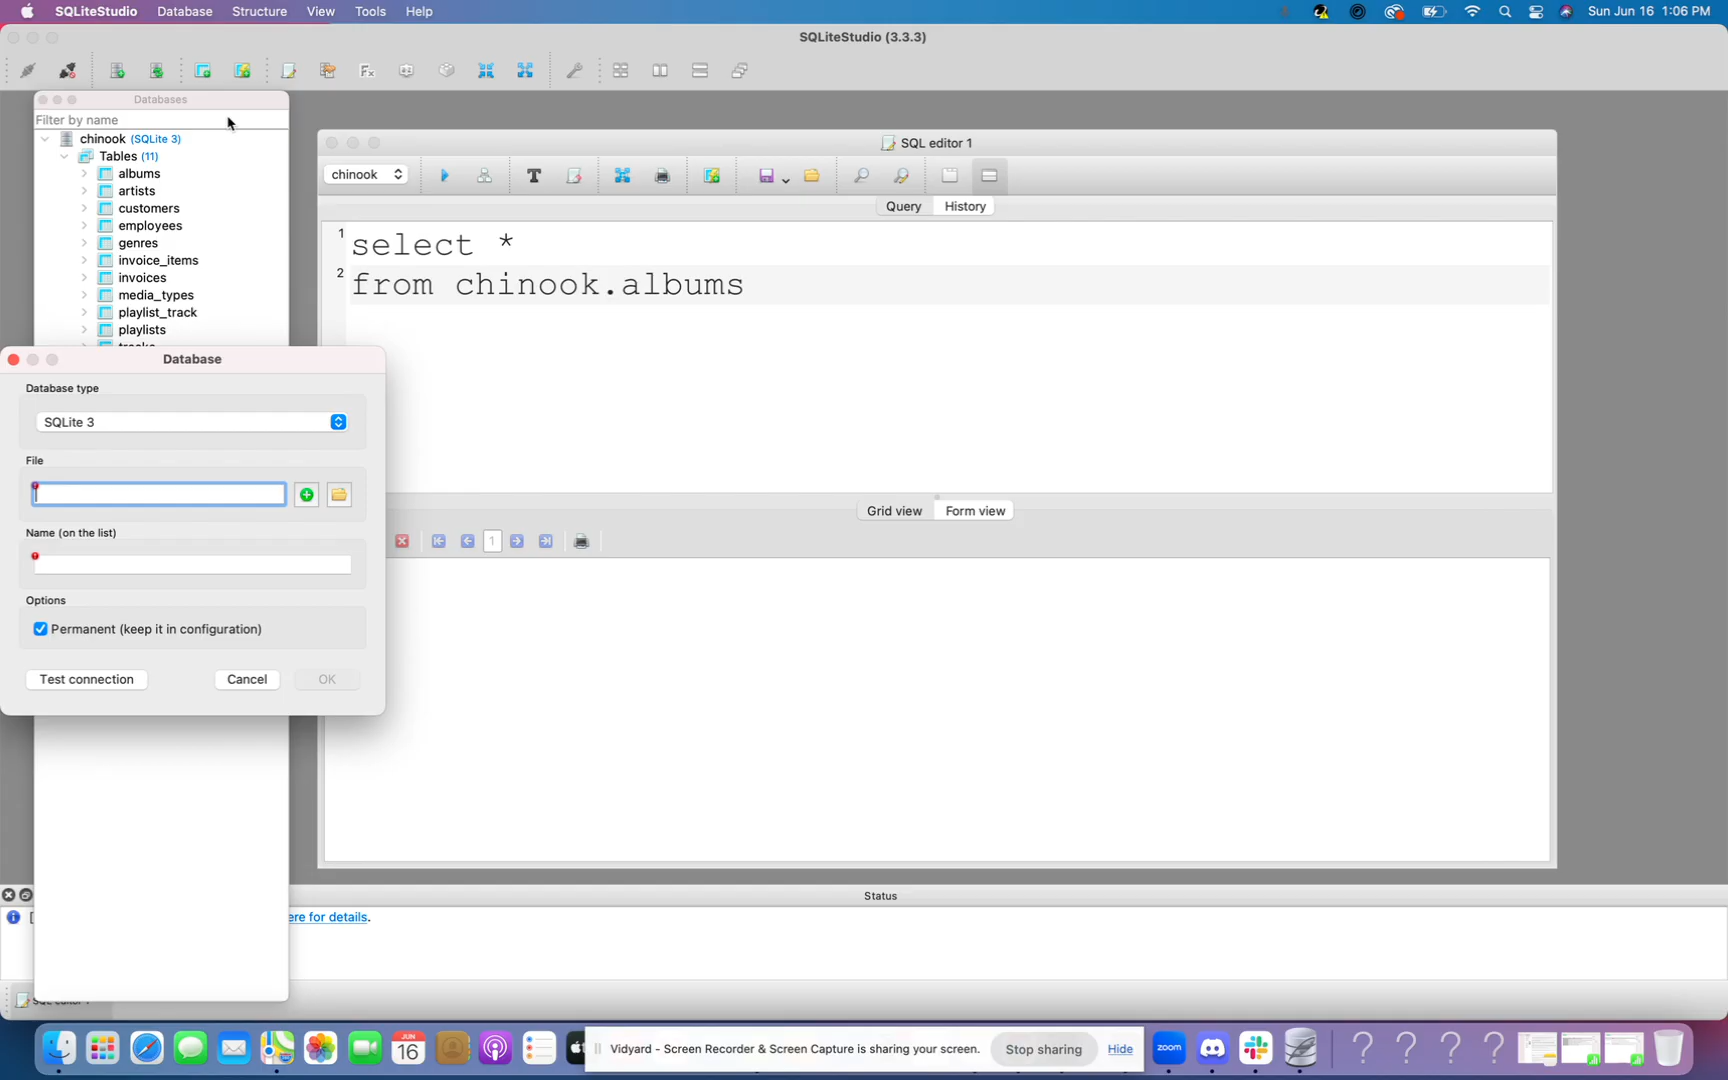 SQLiteStudio Database Structure View Tools Help
Sun Jun 16 1:06 PM
SQLiteStudio (3.3.3)
Databases
Filter by name
chinook (SQLite 3)
Tables (11)
albums
artists
customers
employees
genres
invoice_items
invoices
media_types
playlist_track
playlists
SQL editor 1
chinook
Query History
1 select *
2 from chinook.albums
Grid view Form view
1
Database
Database type
SQLite 3
File
Name (on the list)
Options
Permanent (keep it in configuration)
Test connection Cancel OK
Status
[
ere for details.
JUN
16
Vidyard - Screen Recorder & Screen Capture is sharing your screen. Stop sharing Hide
zoom